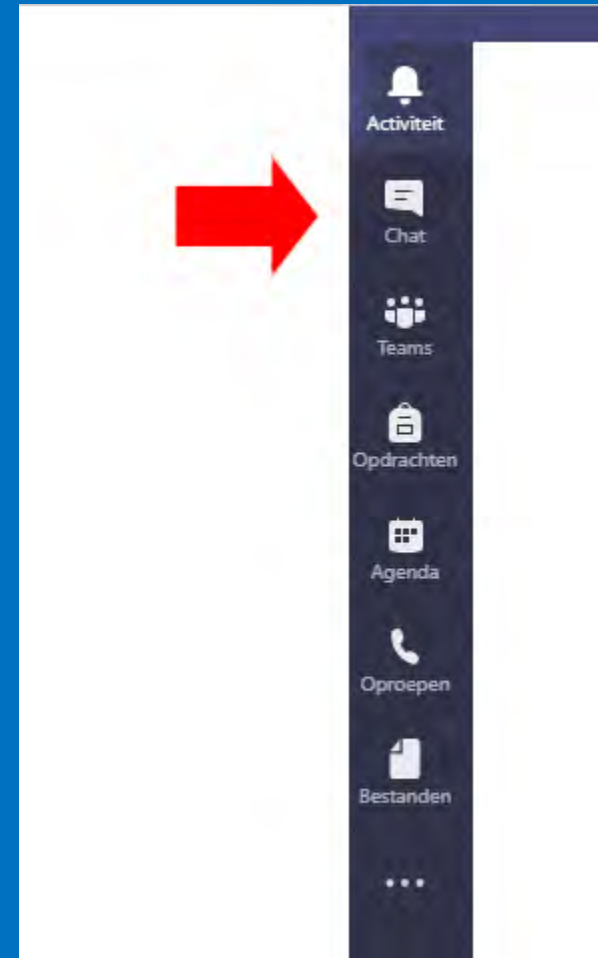 Activiteit
Chat
Teams
Opdrachten
Agenda
Oproepen
Bestanden